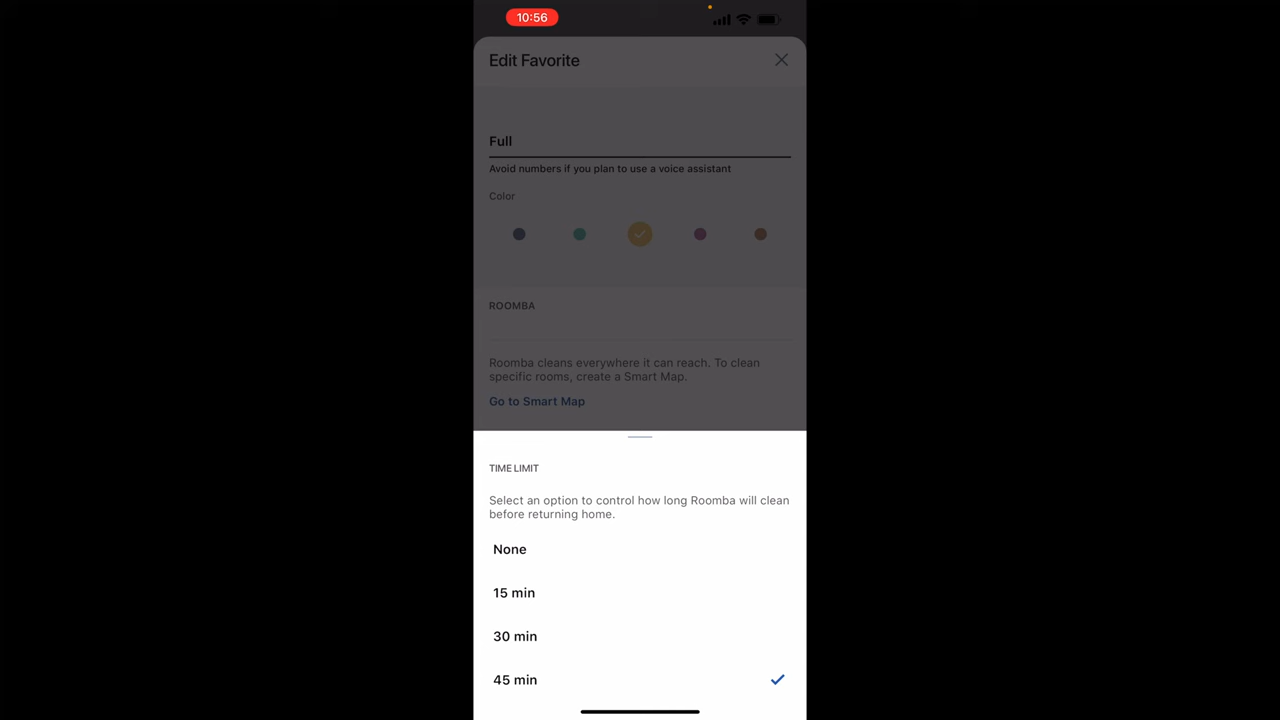 10:56
Edit Favorite
Full
Avoid numbers if you plan to use a voice assistant
Color
ROOMBA
Roomba cleans everywhere it can reach. To clean
specific rooms, create a Smart Map.
Go to Smart Map
TIME LIMIT
Select an option to control how long Roomba will clean
before returning home.
None
15 min
30 min
45 min